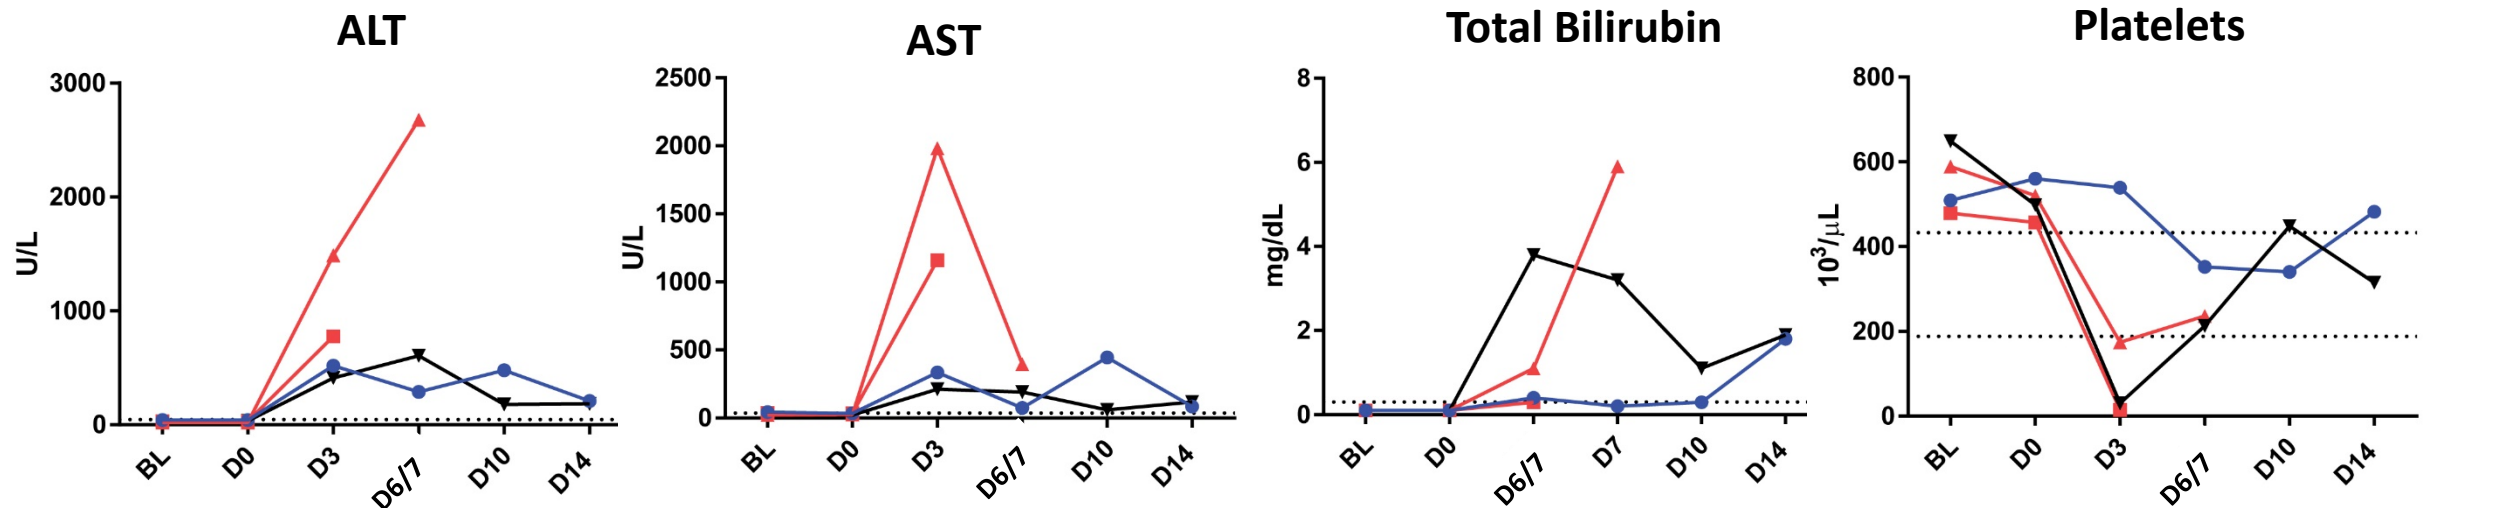 ALT
3000
2000
1000
0
U/L
BL
D0
D3
D6/7
D10
D14
AST
2500
2000
1500
1000
500
0
U/L
BL
D0
D3
D6/7
D10
D14
Total Bilirubin
8
6
4
2
0
mg/dL
BL
D0
D6/7
D7
D10
D14
Platelets
800
600
400
200
0
10³/μL
BL
D0
D3
D6/7
D10
D14